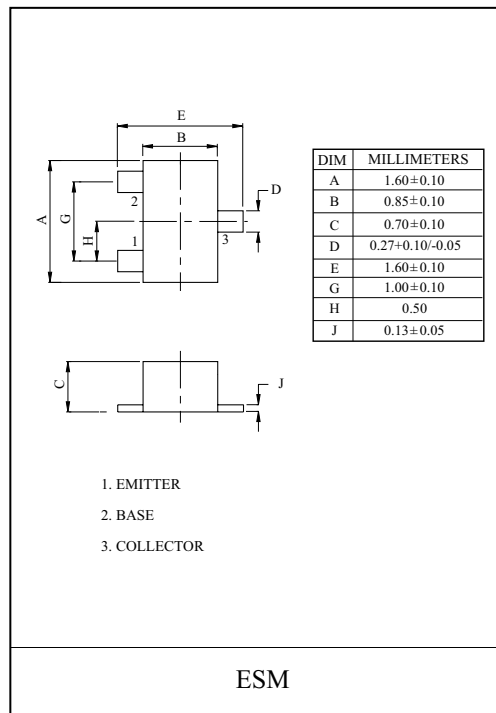 E
B
A
G
H
2
1
3
D
DIM MILLIMETERS
A 1.60±0.10
B 0.85±0.10
C 0.70±0.10
D 0.27+0.10/-0.05
E 1.60±0.10
G 1.00±0.10
H 0.50
J 0.13±0.05
C
J
1. EMITTER
2. BASE
3. COLLECTOR
ESM